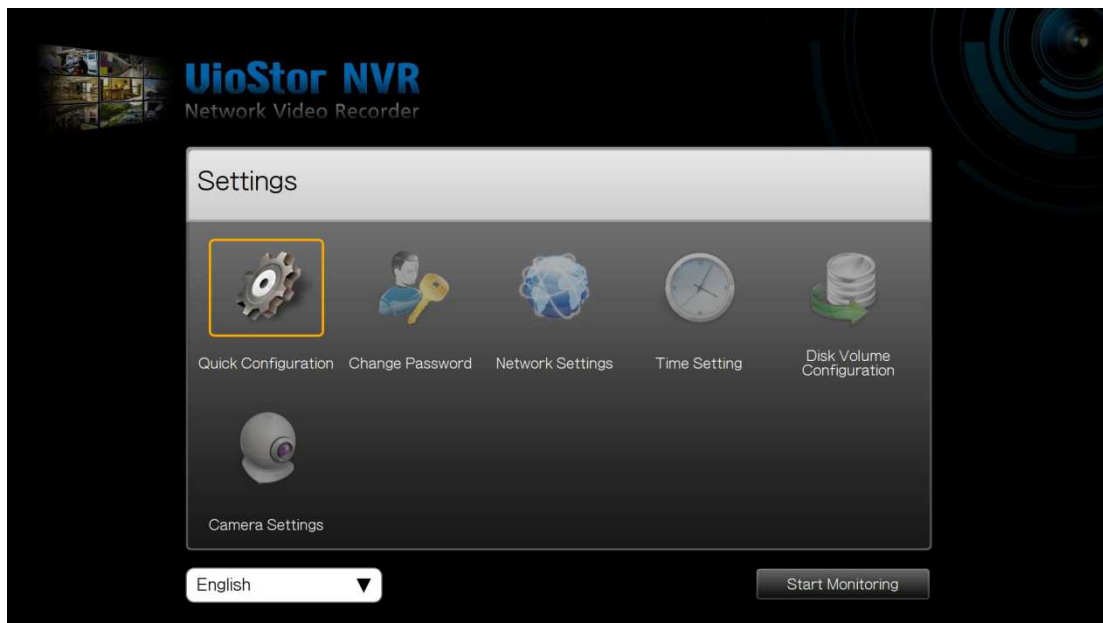 VioStor NVR
Network Video Recorder
Settings
Quick Configuration
Change Password
Network Settings
Time Setting
Disk Volume
Configuration
Camera Settings
English
Start Monitoring